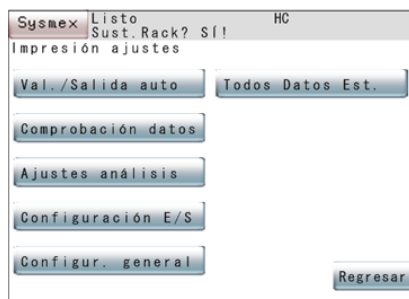 Sysmex Listo HC
Sust.Rack? SÍ!
Impresión ajustes
Val./Salida auto Todos Datos Est.
Comprobación datos
Ajustes análisis
Configuración E/S
Configur. general
Regresar